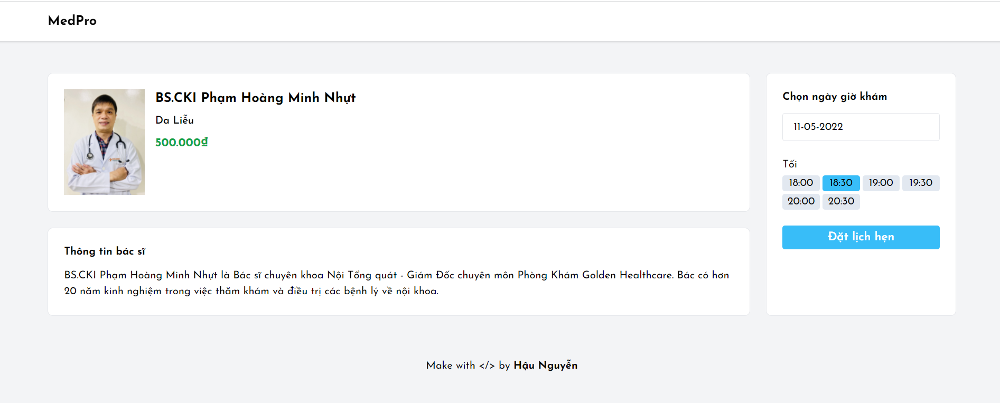 MedPro
BS.CKI Phạm Hoàng Minh Nhựt
Da Liễu
500.000₫
Thông tin bác sĩ
BS.CKI Phạm Hoàng Minh Nhựt là Bác sĩ chuyên khoa Nội Tổng quát - Giám Đốc chuyên môn Phòng Khám Golden Healthcare. Bác có hơn
20 năm kinh nghiệm trong việc thăm khám và điều trị các bệnh lý về nội khoa.
Chọn ngày giờ khám
11-05-2022
Tối
18:00 18:30 19:00 19:30
20:00 20:30
Đặt lịch hẹn
Make with </> by Hậu Nguyễn